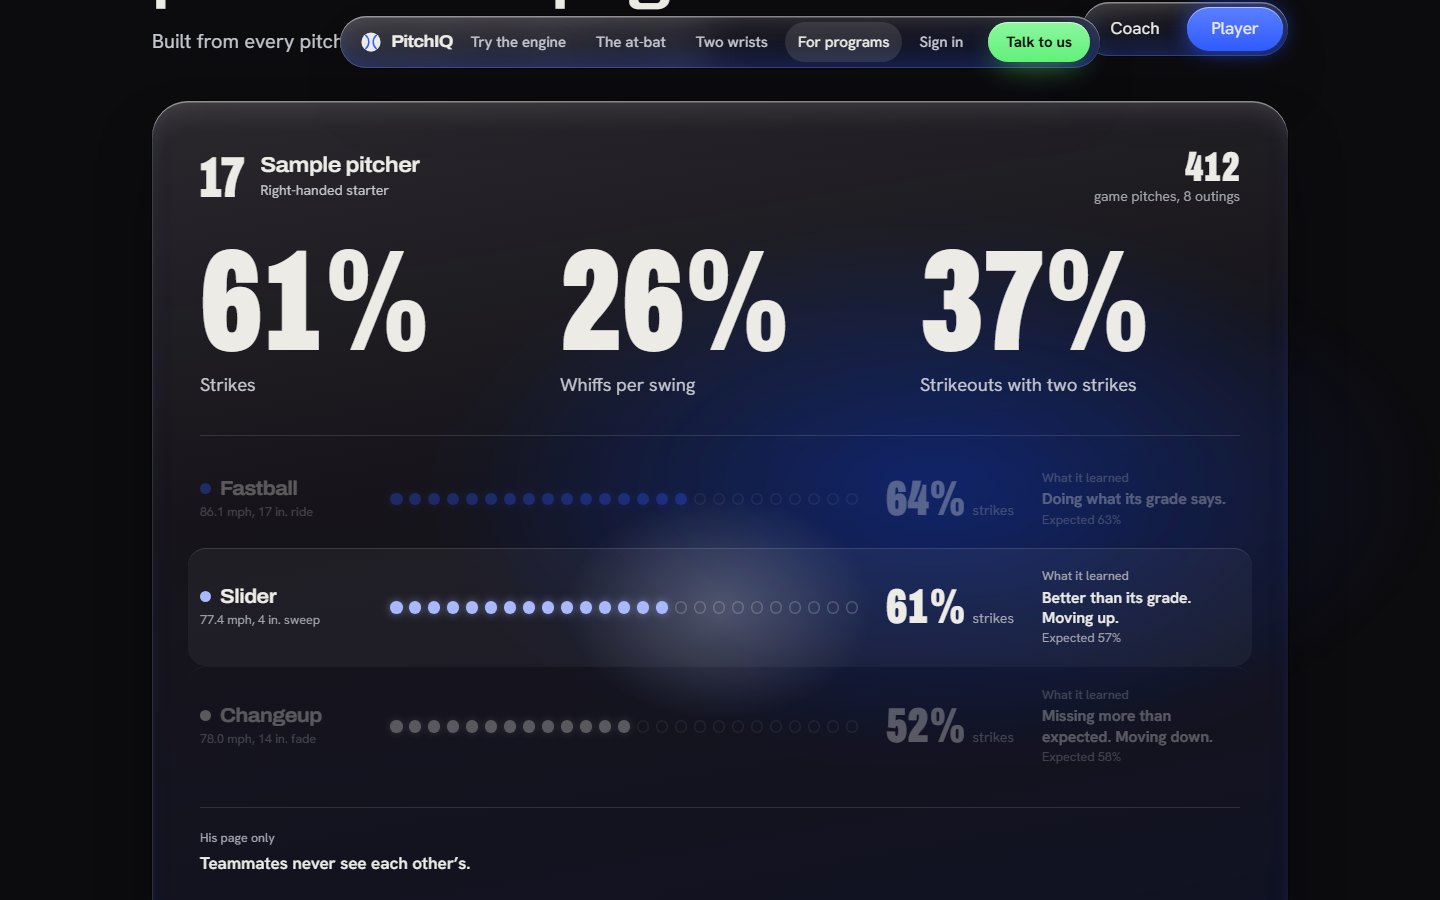 Built from every pitch
PitchIQ
Try the engine
The at-bat
Two wrists
For programs
Sign in
Talk to us
Coach
Player
17
Sample pitcher
Right-handed starter
412
game pitches, 8 outings
61%
Strikes
26%
Whiffs per swing
37%
Strikeouts with two strikes
Fastball
86.1 mph, 17 in. ride
64% strikes
What it learned
Doing what its grade says.
Expected 63%
Slider
77.4 mph, 4 in. sweep
61% strikes
What it learned
Better than its grade.
Moving up.
Expected 57%
Changeup
78.0 mph, 14 in. fade
52% strikes
What it learned
Missing more than
expected. Moving down.
Expected 58%
His page only
Teammates never see each other’s.